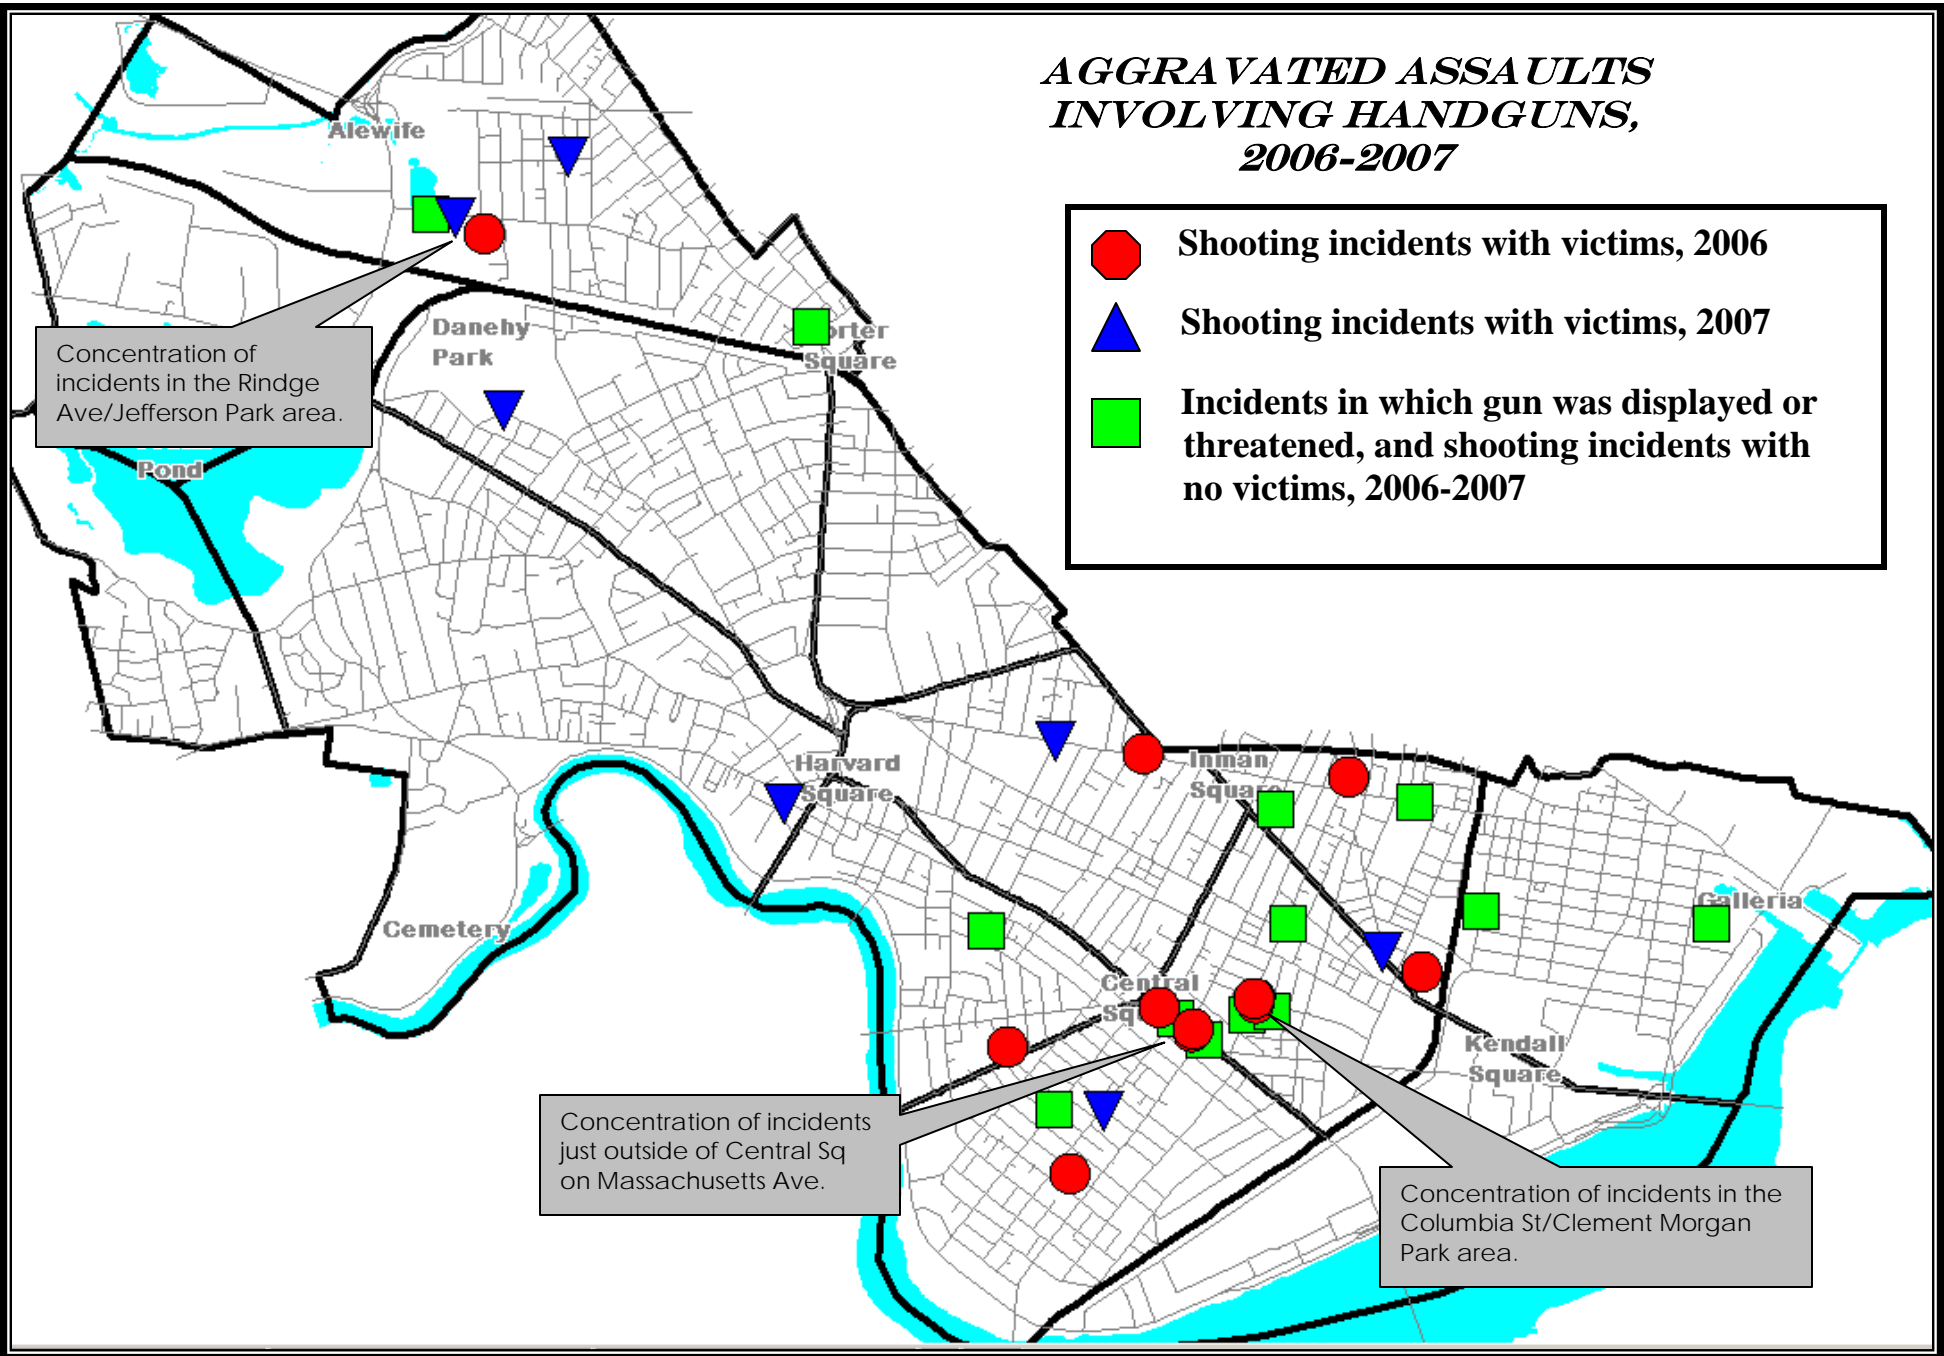 AGGRAVATED ASSAULTS
INVOLVING HANDGUNS,
2006-2007
Shooting incidents with victims, 2006
Shooting incidents with victims, 2007
Incidents in which gun was displayed or
threatened, and shooting incidents with
no victims, 2006-2007
Alewife
Danehy
Park
orter
Square
Concentration of
incidents in the Rindge
Ave/Jefferson Park area.
Pond
Harvard
Square
Inman
Square
Cemetery
Galleria
Central
Sq
Kendall
Square
Concentration of incidents
just outside of Central Sq
on Massachusetts Ave.
Concentration of incidents in the
Columbia St/Clement Morgan
Park area.